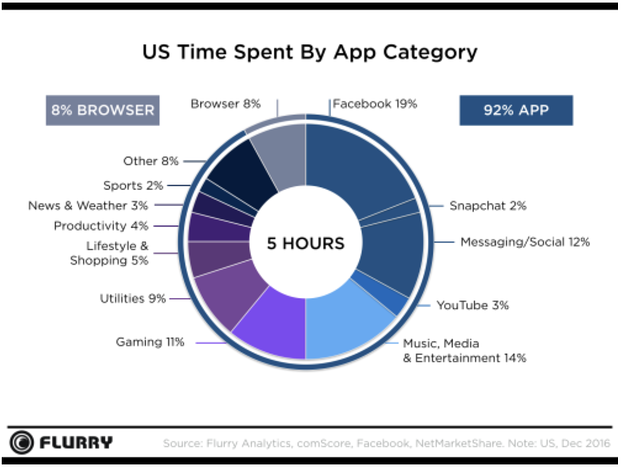 US Time Spent By App Category
8% BROWSER
Browser 8%
Facebook 19%
92% APP
Other 8%
Sports 2%
News & Weather 3%
Productivity 4%
Lifestyle &
Shopping 5%
Utilities 9%
Gaming 11%
5 HOURS
Snapchat 2%
Messaging/Social 12%
YouTube 3%
Music, Media
& Entertainment 14%
FLURRY
Source: Flurry Analytics, comScore, Facebook, NetMarketShare. Note: US, Dec 2016